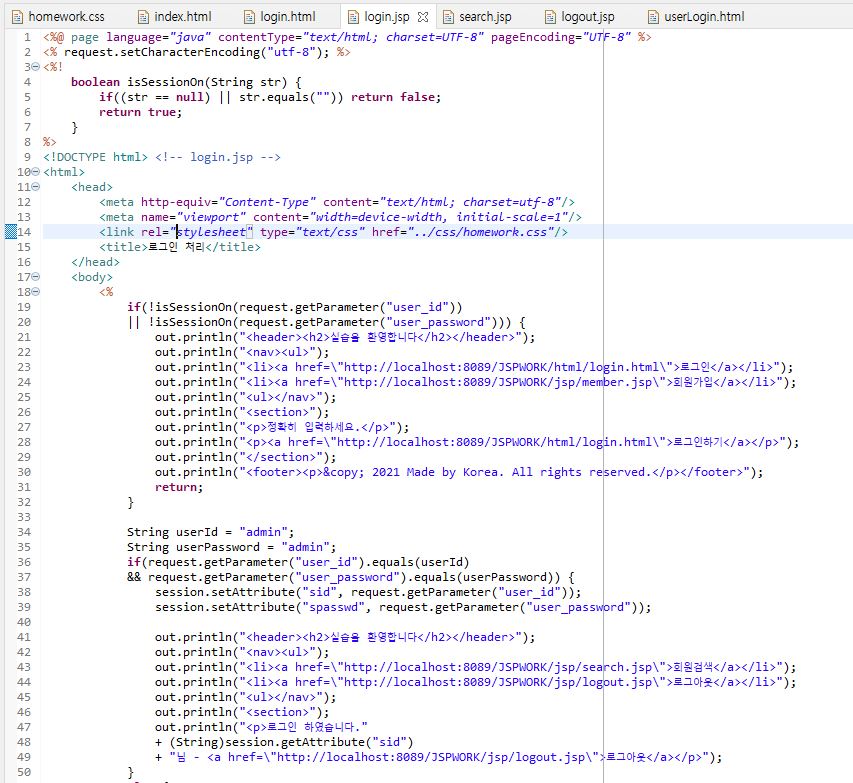 homework.css index.html login.html login.jsp search.jsp logout.jsp userLogin.html
1 <%@ page language="java" contentType="text/html; charset=UTF-8" pageEncoding="UTF-8" %>
2 <% request.setCharacterEncoding("utf-8"); %>
3 <%!
4 boolean isSessionOn(String str) {
5 if((str == null) || str.equals("")) return false;
6 return true;
7 }
8 %>
9 <!DOCTYPE html> <!-- login.jsp -->
10 <html>
11 <head>
12 <meta http-equiv="Content-Type" content="text/html; charset=utf-8"/>
13 <meta name="viewport" content="width=device-width, initial-scale=1"/>
14 <link rel="stylesheet" type="text/css" href="../css/homework.css"/>
15 <title>로그인 처리</title>
16 </head>
17 <body>
18 <%
19 if(!isSessionOn(request.getParameter("user_id"))
20 || !isSessionOn(request.getParameter("user_password"))) {
21 out.println("<header><h2>실습을 환영합니다</h2></header>");
22 out.println("<nav><ul>");
23 out.println("<li><a href=\"http://localhost:8089/JSPWORK/html/login.html\">로그인</a></li>");
24 out.println("<li><a href=\"http://localhost:8089/JSPWORK/jsp/member.jsp\">회원가입</a></li>");
25 out.println("<ul></nav>");
26 out.println("<section>");
27 out.println("<p>정확히 입력하세요.</p>");
28 out.println("<p><a href=\"http://localhost:8089/JSPWORK/html/login.html\">로그인하기</a></p>");
29 out.println("</section>");
30 out.println("<footer><p>&copy; 2021 Made by Korea. All rights reserved.</p></footer>");
31 return;
32 }
33
34 String userId = "admin";
35 String userPassword = "admin";
36 if(request.getParameter("user_id").equals(userId)
37 && request.getParameter("user_password").equals(userPassword)) {
38 session.setAttribute("sid", request.getParameter("user_id"));
39 session.setAttribute("spasswd", request.getParameter("user_password"));
40
41 out.println("<header><h2>실습을 환영합니다</h2></header>");
42 out.println("<nav><ul>");
43 out.println("<li><a href=\"http://localhost:8089/JSPWORK/jsp/search.jsp\">회원검색</a></li>");
44 out.println("<li><a href=\"http://localhost:8089/JSPWORK/jsp/logout.jsp\">로그아웃</a></li>");
45 out.println("<ul></nav>");
46 out.println("<section>");
47 out.println("<p>로그인 하였습니다."
48 + (String)session.getAttribute("sid")
49 + "님 - <a href=\"http://localhost:8089/JSPWORK/jsp/logout.jsp\">로그아웃</a></p>");
50 }